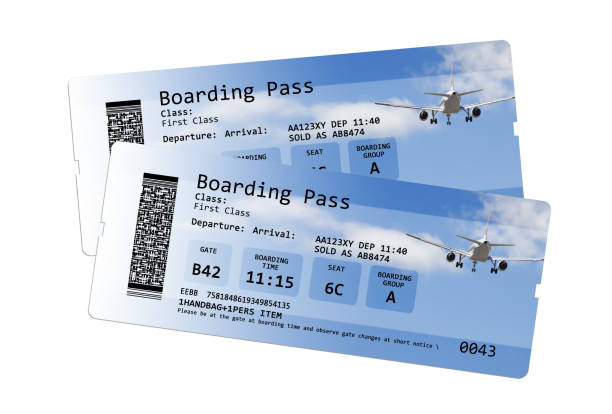 Boarding Pass
Class:
First Class
Departure: Arrival:
AA123XY DEP 11:40
SOLD AS AB8474
SEAT
BOARDING
GROUP
A
Boarding Pass
Class:
First Class
Departure: Arrival:
AA123XY DEP 11:40
SOLD AS AB8474
GATE
B42
BOARDING
TIME
11:15
SEAT
6C
BOARDING
GROUP
A
EEBB 7581848619349854135
1HANDBAG+1PERS ITEM
Please be at the gate at boarding time and observe gate changes at short notice \
0043